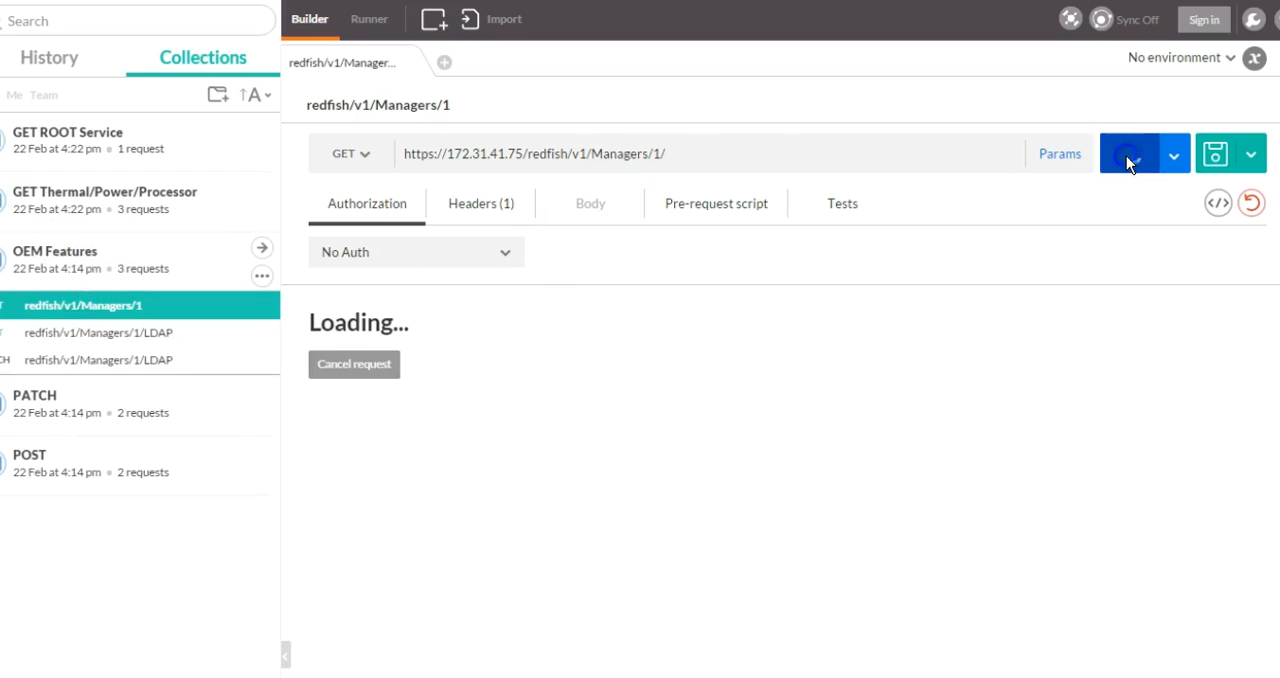 Search
Builder
Runner
Import
Sync Off
Sign in
History
Collections
redfish/v1/Manager...
No environment
Me Team
A
redfish/v1/Managers/1
GET ROOT Service
22 Feb at 4:22 pm 1 request
GET
https://172.31.41.75/redfish/v1/Managers/1/
Params
GET Thermal/Power/Processor
22 Feb at 4:22 pm 3 requests
Authorization
Headers (1)
Body
Pre-request script
Tests
OEM Features
22 Feb at 4:14 pm 3 requests
No Auth
redfish/v1/Managers/1
redfish/v1/Managers/1/LDAP
CH redfish/v1/Managers/1/LDAP
Loading...
Cancel request
PATCH
22 Feb at 4:14 pm 2 requests
POST
22 Feb at 4:14 pm 2 requests